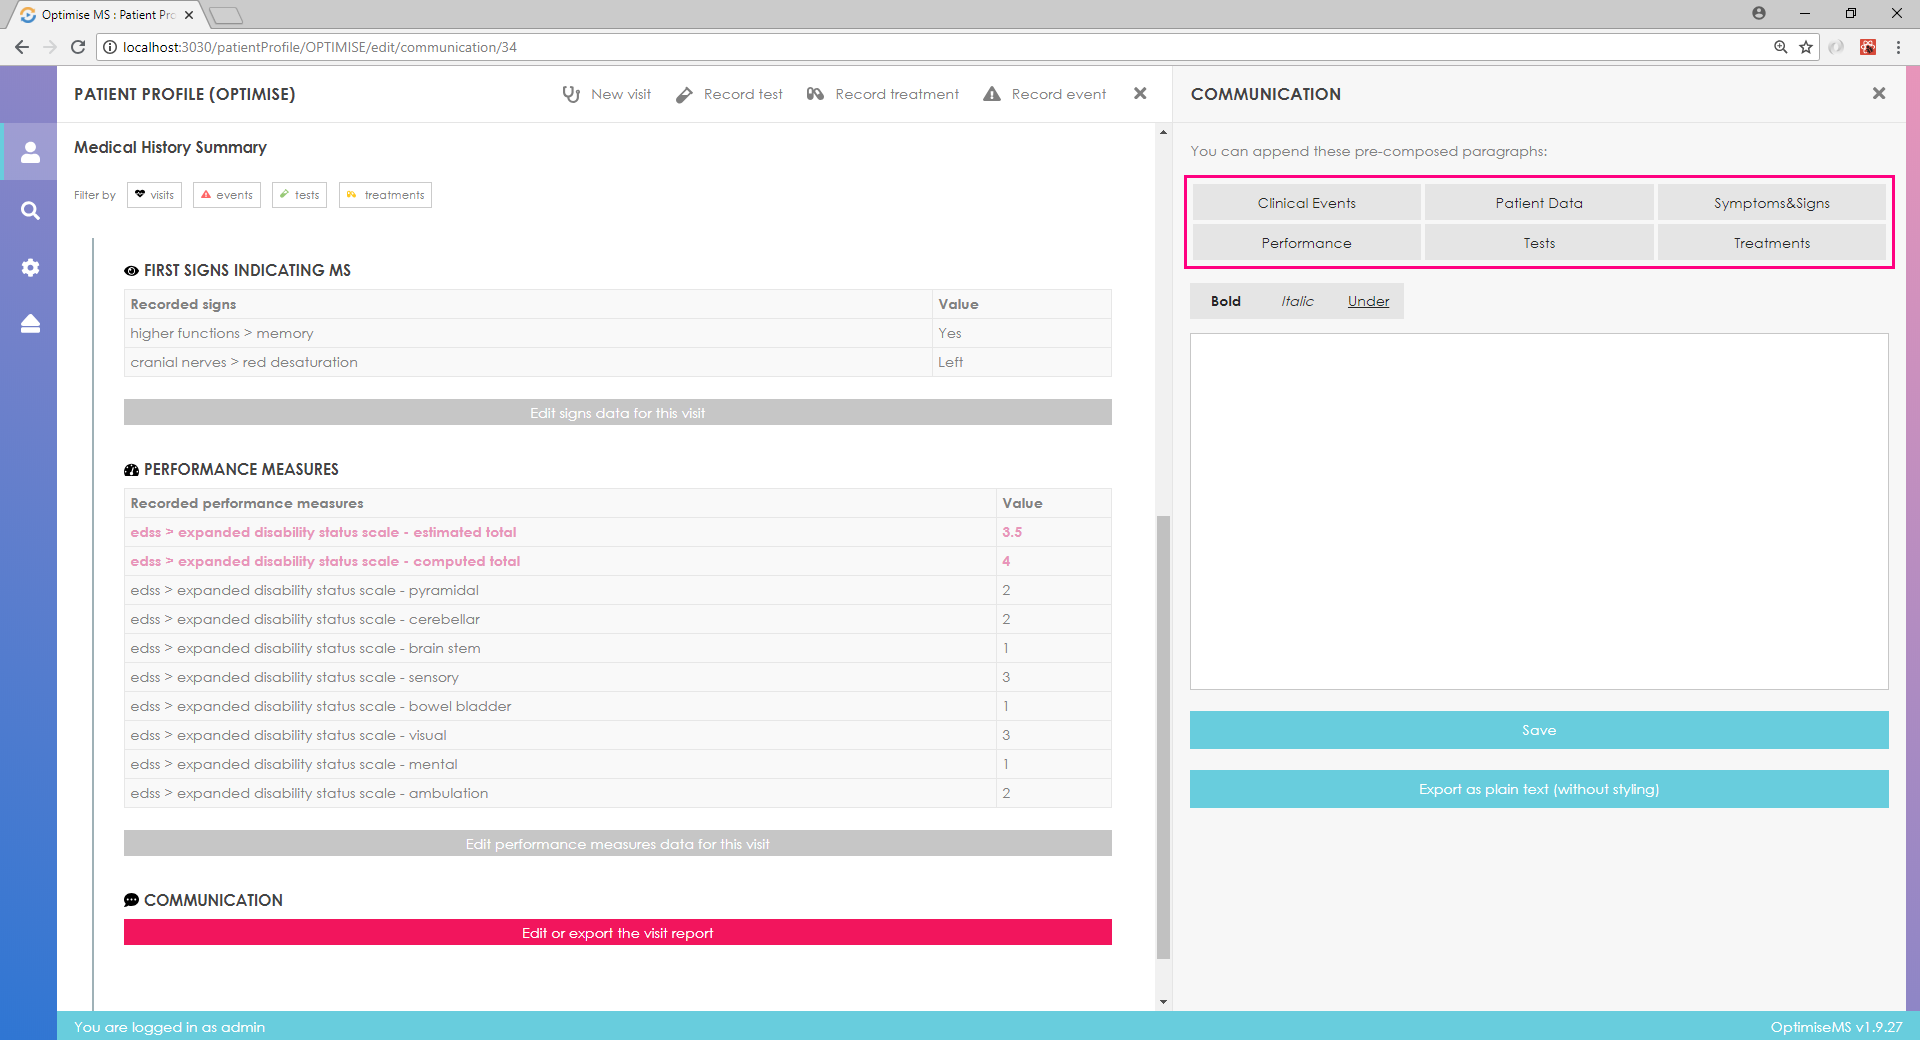 Optimise MS : Patient Pro
localhost:3030/patientProfile/OPTIMISE/edit/communication/34
PATIENT PROFILE (OPTIMISE)
New visit
Record test
Record treatment
Record event
Medical History Summary
Filter by
visits
events
tests
treatments
FIRST SIGNS INDICATING MS
Recorded signs Value
higher functions > memory Yes
cranial nerves > red desaturation Left
Edit signs data for this visit
PERFORMANCE MEASURES
Recorded performance measures Value
edss > expanded disability status scale - estimated total 3.5
edss > expanded disability status scale - computed total 4
edss > expanded disability status scale - pyramidal 2
edss > expanded disability status scale - cerebellar 2
edss > expanded disability status scale - brain stem 1
edss > expanded disability status scale - sensory 3
edss > expanded disability status scale - bowel bladder 1
edss > expanded disability status scale - visual 3
edss > expanded disability status scale - mental 1
edss > expanded disability status scale - ambulation 2
Edit performance measures data for this visit
COMMUNICATION
Edit or export the visit report
COMMUNICATION
You can append these pre-composed paragraphs:
Clinical Events Patient Data Symptoms&Signs
Performance Tests Treatments
Bold Italic Under
Save
Export as plain text (without styling)
You are logged in as admin
OptimiseMS v1.9.27